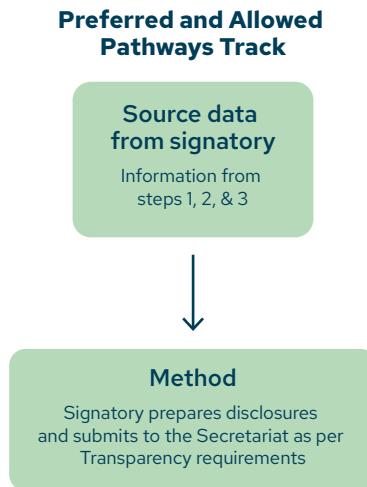 Preferred and Allowed
Pathways Track
Source data
from signatory
Information from
steps 1, 2, & 3
Method
Signatory prepares disclosures
and submits to the Secretariat as per
Transparency requirements